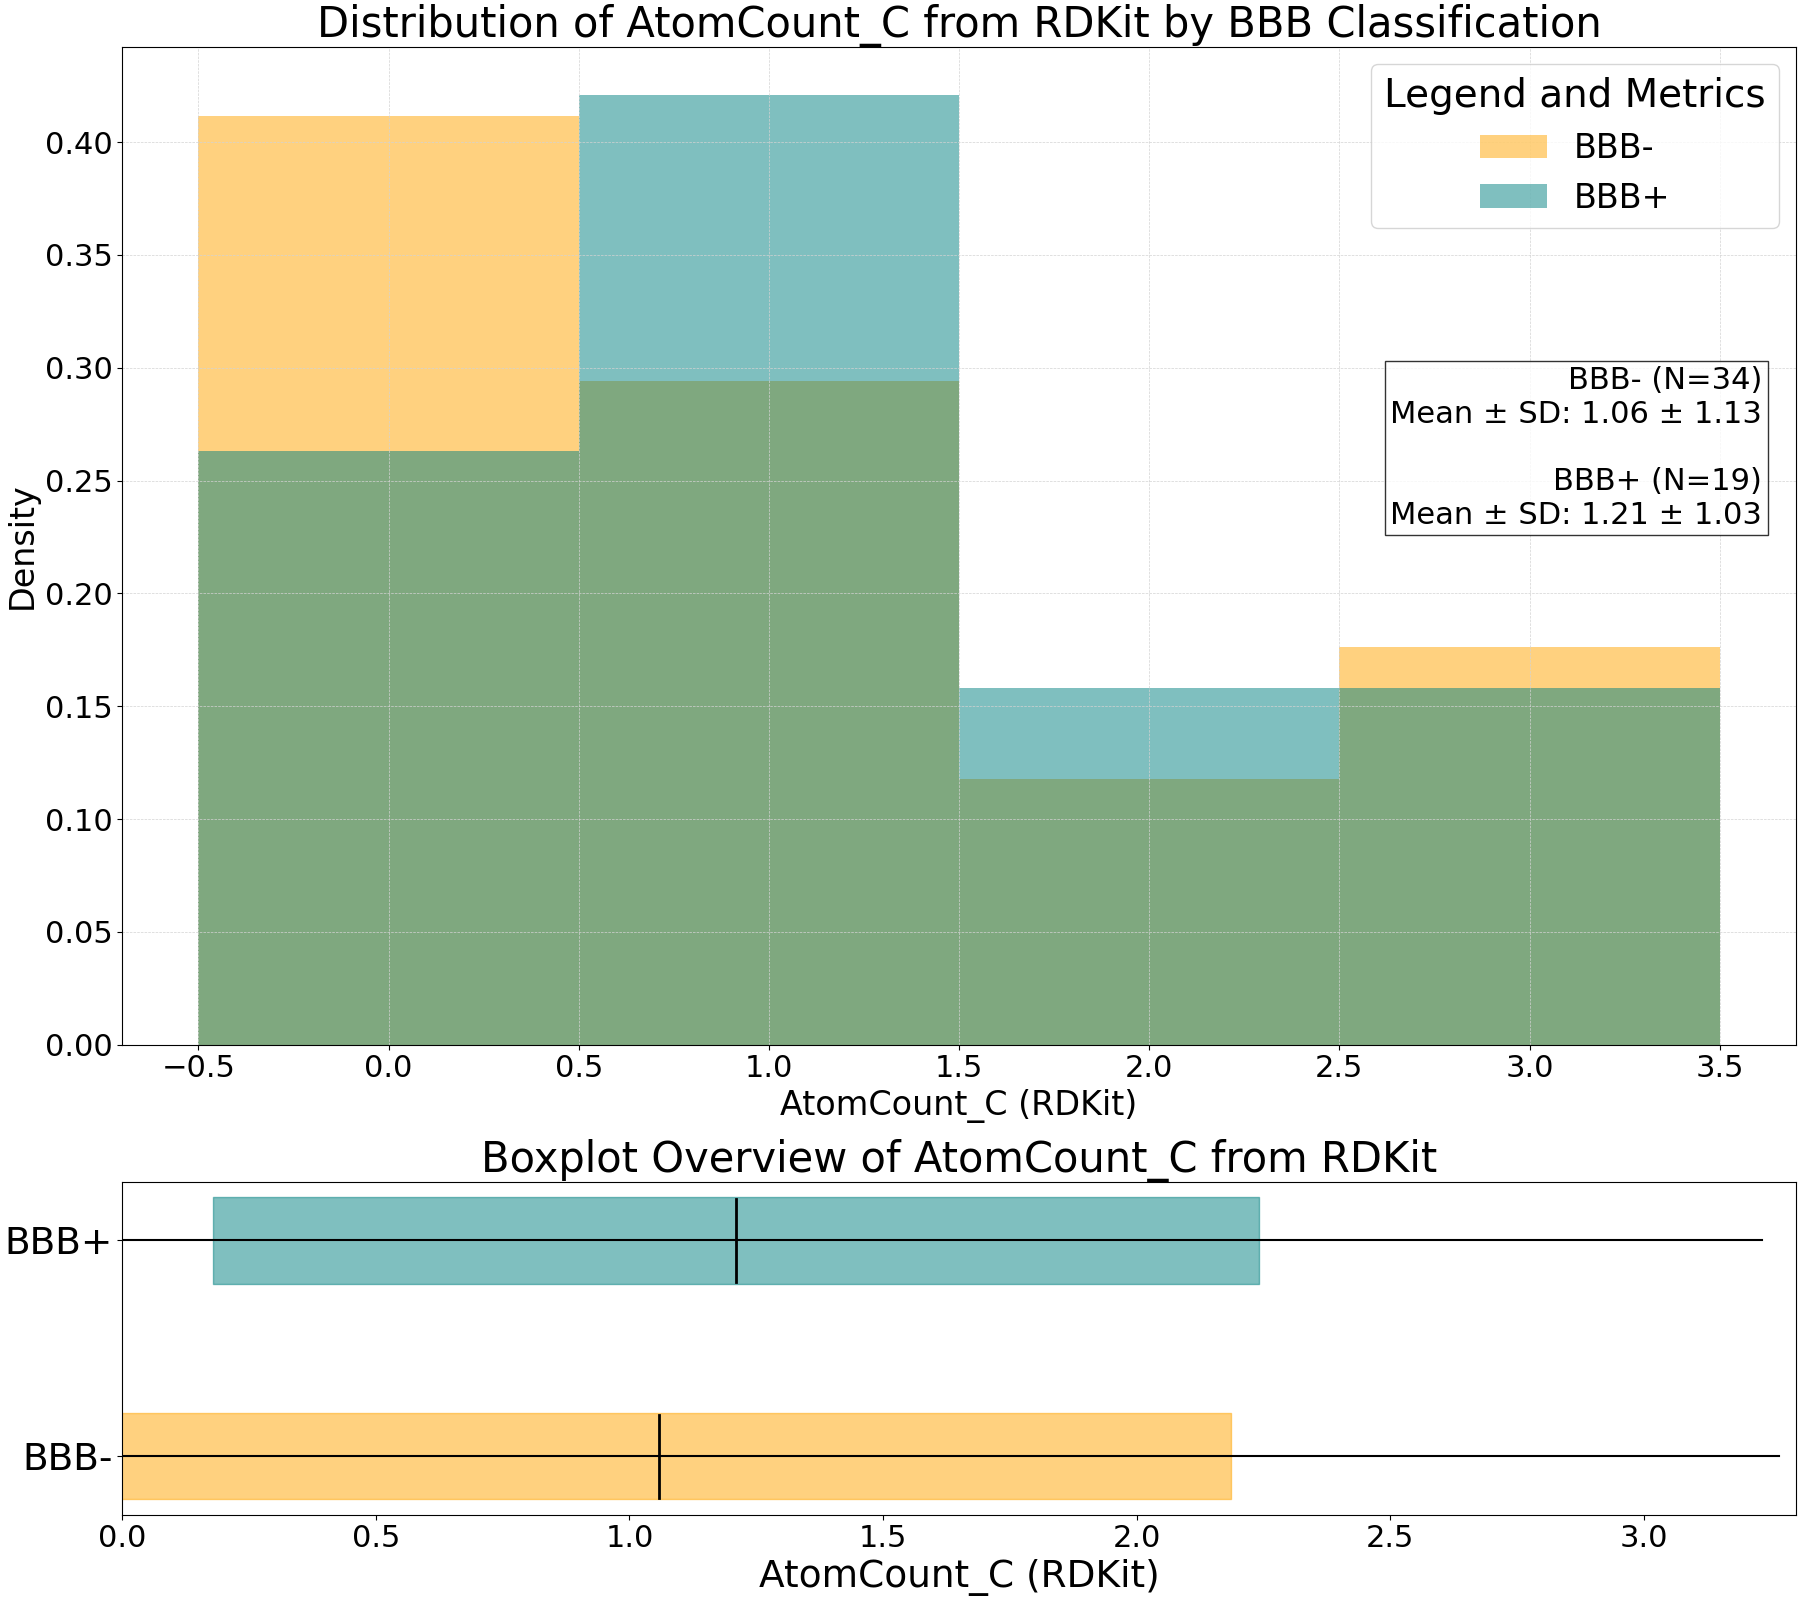 Distribution of AtomCount_C from RDKit by BBB Classification
Legend and Metrics
BBB-
BBB+
BBB- (N=34)
Mean ± SD: 1.06 ± 1.13
BBB+ (N=19)
Mean ± SD: 1.21 ± 1.03
Density
0.40
0.35
0.30
0.25
0.20
0.15
0.10
0.05
0.00
−0.5 0.0 0.5 1.0 1.5 2.0 2.5 3.0 3.5
AtomCount_C (RDKit)
Boxplot Overview of AtomCount_C from RDKit
BBB+
BBB-
0.0 0.5 1.0 1.5 2.0 2.5 3.0
AtomCount_C (RDKit)